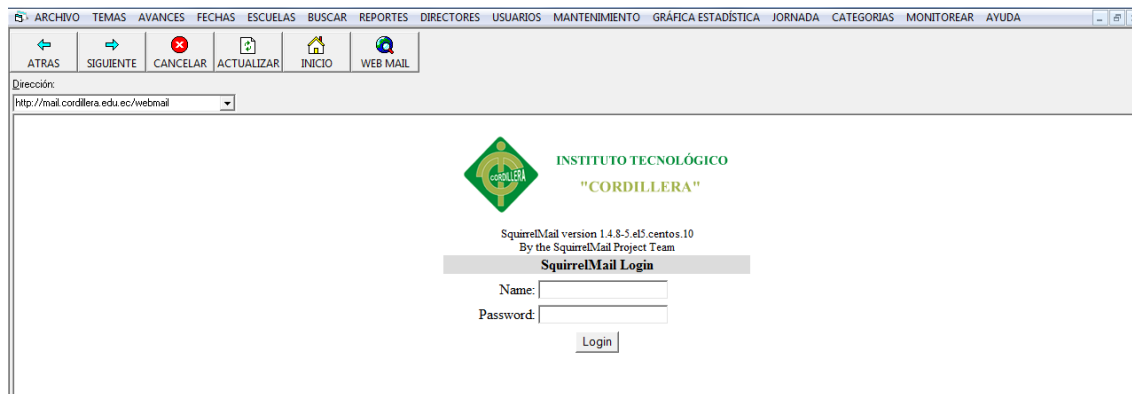 ARCHIVO TEMAS AVANCES FECHAS ESCUELAS BUSCAR REPORTES DIRECTORES USUARIOS MANTENIMIENTO GRÁFICA ESTADÍSTICA JORNADA CATEGORIAS MONITOREAR AYUDA
ATRAS SIGUIENTE CANCELAR ACTUALIZAR INICIO WEB MAIL
Dirección:
http://mail.cordillera.edu.ec/webmail
CORDILLERA
INSTITUTO TECNOLÓGICO
"CORDILLERA"
SquirrelMail version 1.4.8-5.el5.centos.10
By the SquirrelMail Project Team
SquirrelMail Login
Name:
Password:
Login